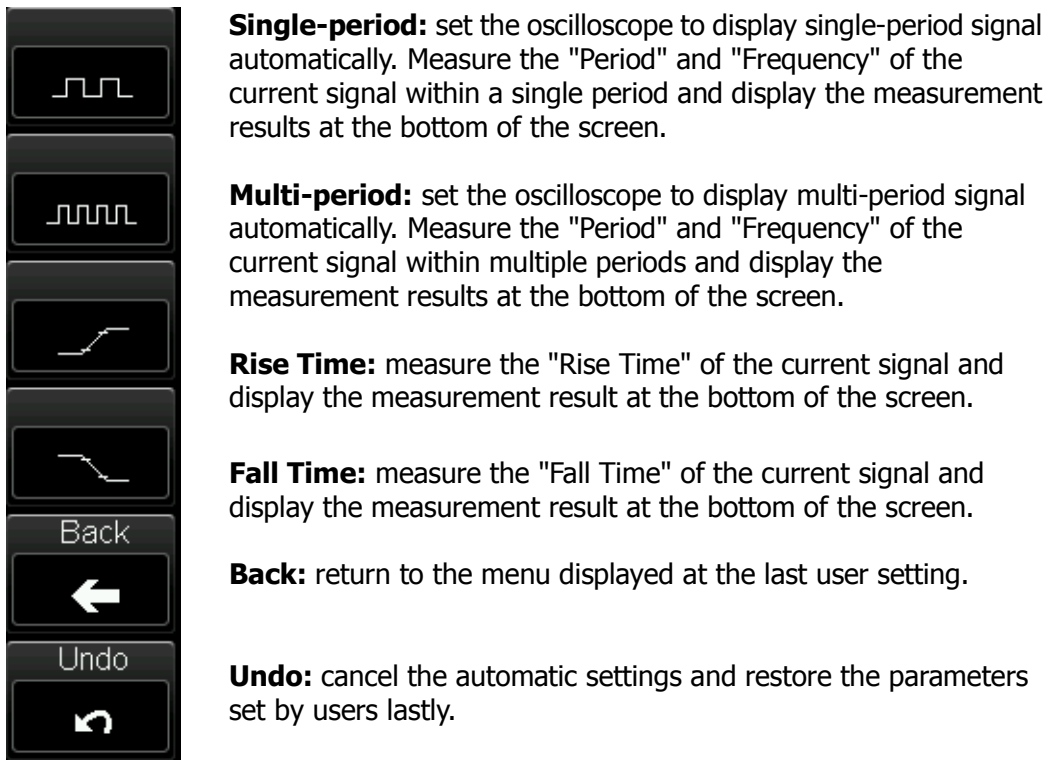 Single-period: set the oscilloscope to display single-period signal
automatically. Measure the "Period" and "Frequency" of the
current signal within a single period and display the measurement
results at the bottom of the screen.
Multi-period: set the oscilloscope to display multi-period signal
automatically. Measure the "Period" and "Frequency" of the
current signal within multiple periods and display the
measurement results at the bottom of the screen.
Rise Time: measure the "Rise Time" of the current signal and
display the measurement result at the bottom of the screen.
Fall Time: measure the "Fall Time" of the current signal and
display the measurement result at the bottom of the screen.
Back
Back: return to the menu displayed at the last user setting.
Undo
Undo: cancel the automatic settings and restore the parameters
set by users lastly.